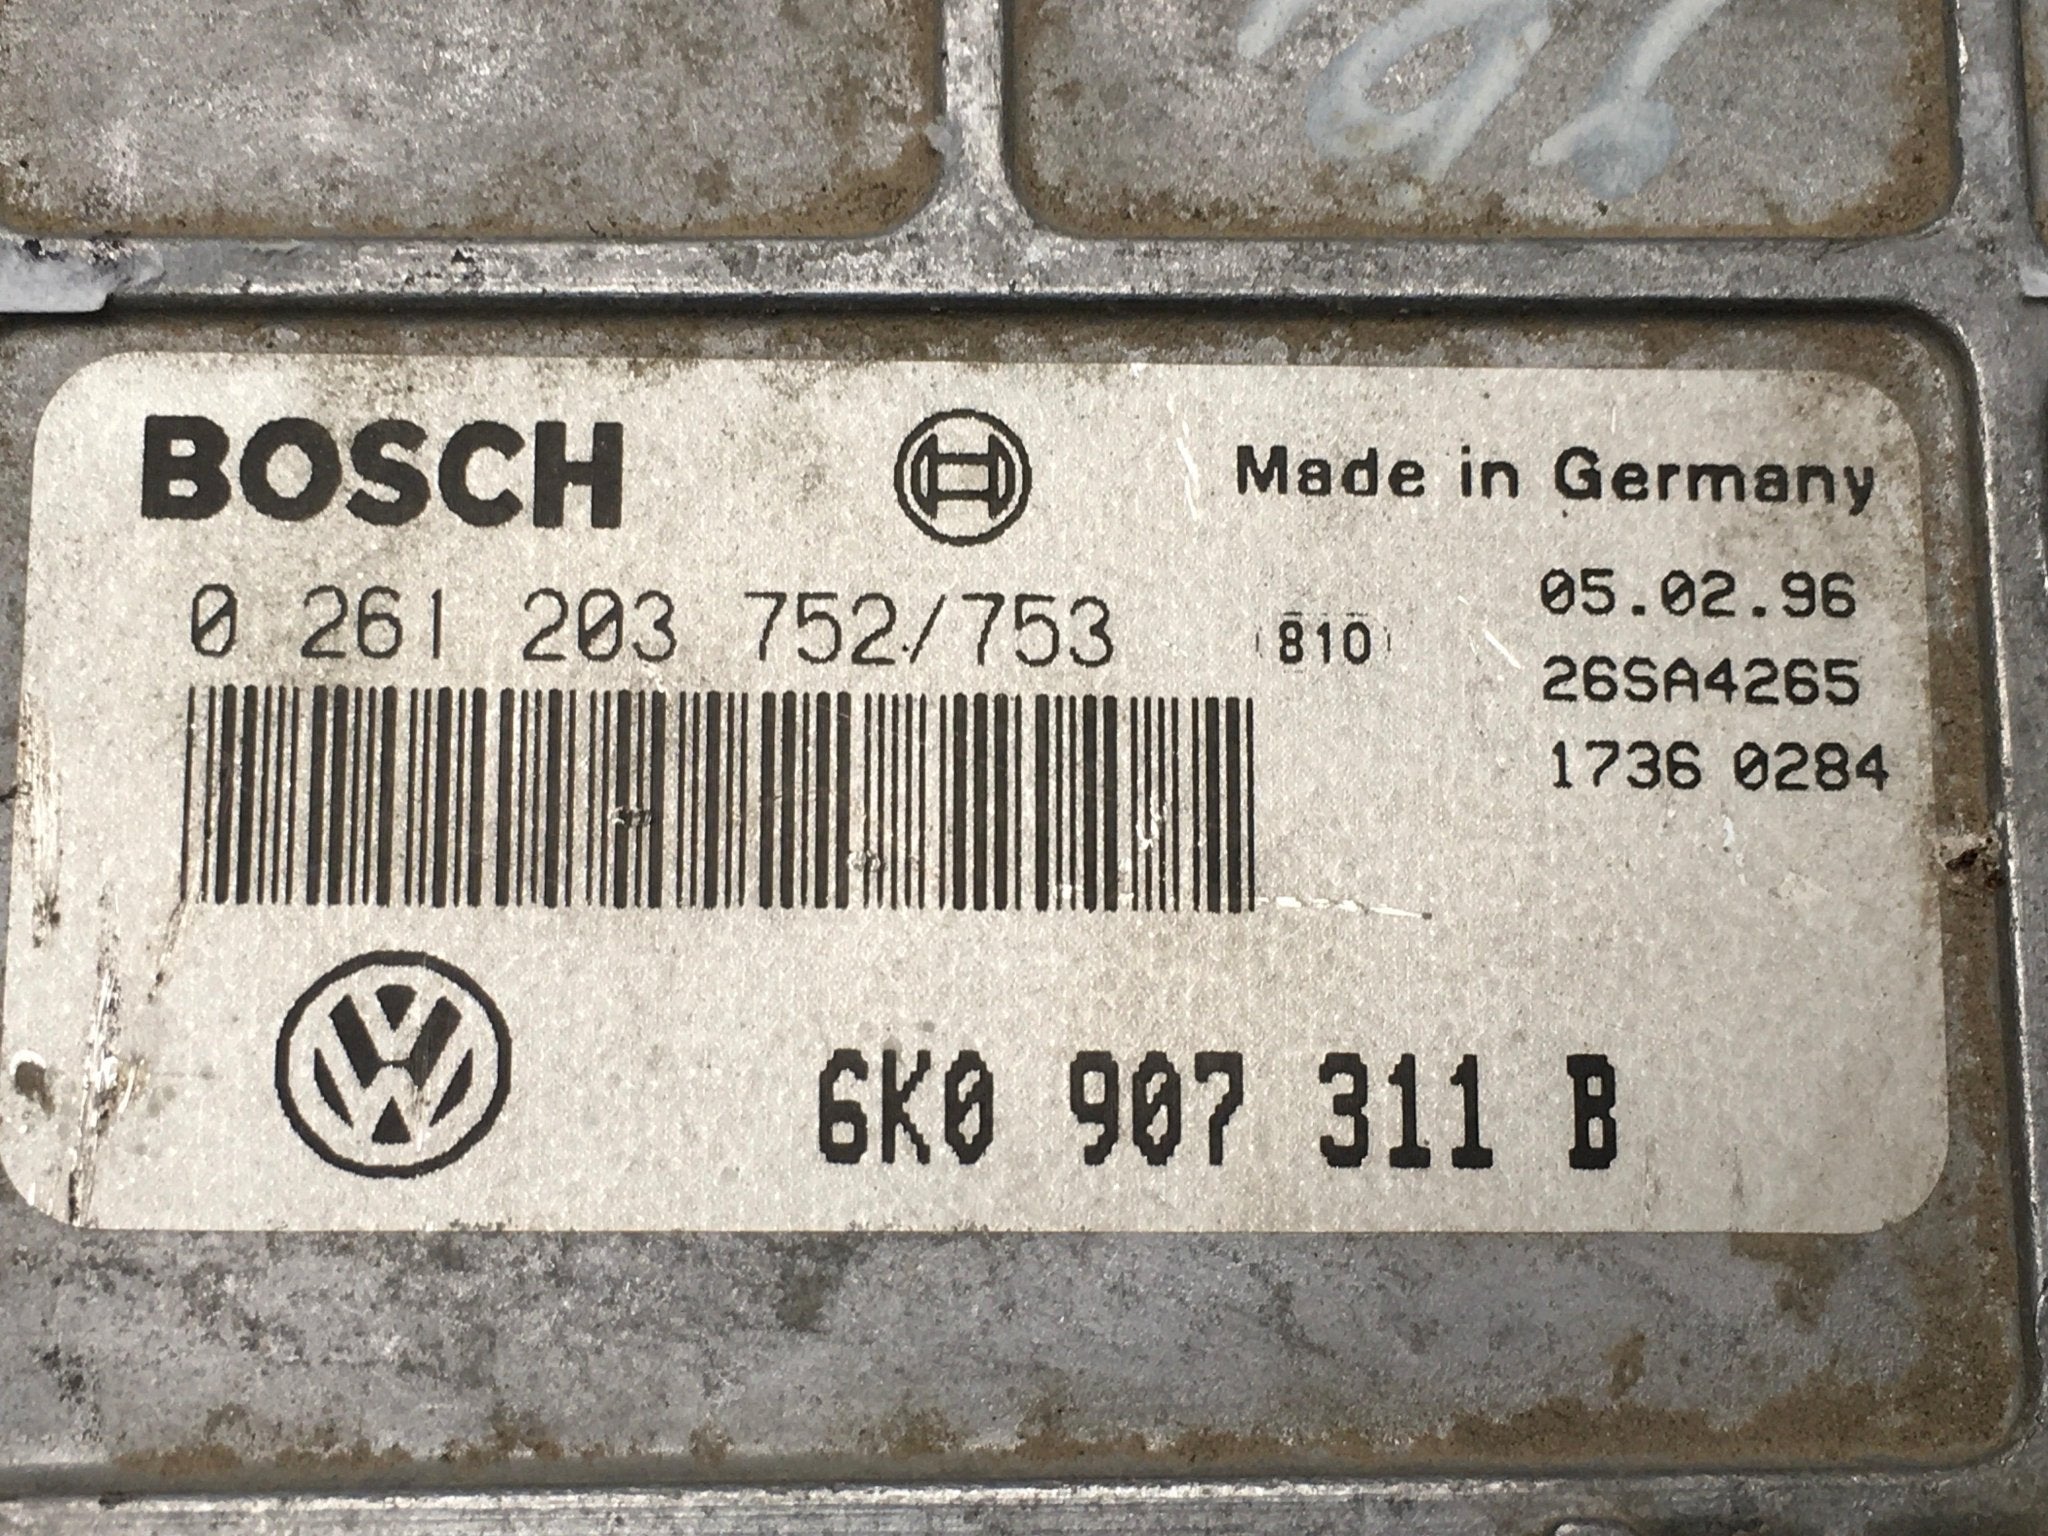 BOSCH Made in Germany
0 261 203 752/753 810 05.02.96
26SA4265
1736 0284
6K0 907 311 B